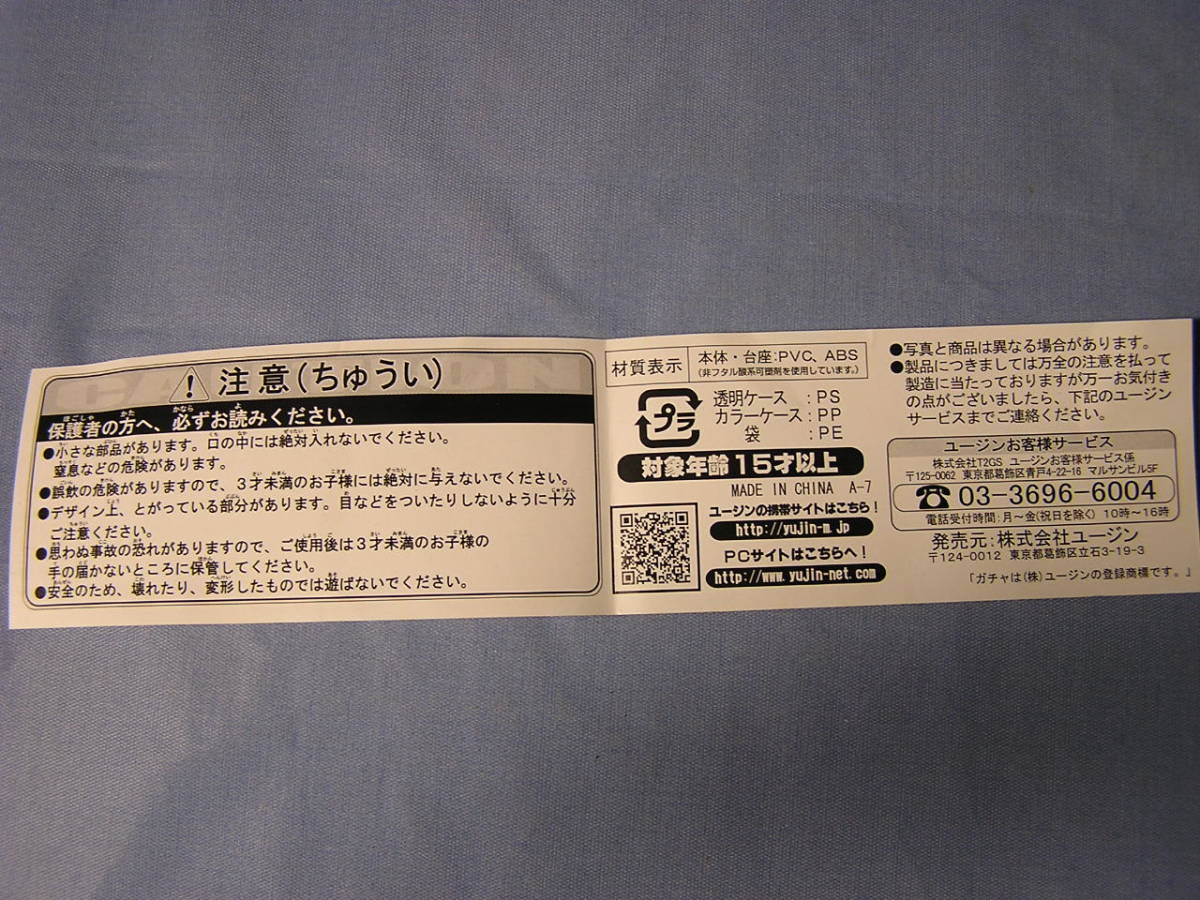 CAUTION
注意(ちゅうい)
保護者の方へ、必ずお読みください。
●小さな部品があります。口の中には絶対入れないでください。
窒息などの危険があります。
●誤飲の危険がありますので、3才未満のお子様には絶対に与えないでください。
●デザイン上、とがっている部分があります。目などをついたりしないように十分
ご注意ください。
●思わぬ事故の恐れがありますので、ご使用後は3才未満のお子様の
手の届かないところに保管してください。
●安全のため、壊れたり、変形したものでは遊ばないでください。
材質表示
本体・台座:PVC、ABS
(非フタル酸系可塑剤を使用しています。)
プラ
透明ケース :PS
カラーケース :PP
袋 :PE
対象年齢15才以上
MADE IN CHINA A-7
ユージンの携帯サイトはこちら!
http://yujin-m.jp
PCサイトはこちらへ!
http://www.yujin-net.com
●写真と商品は異なる場合があります。
●製品につきましては万全の注意を払って
製造に当たっておりますが万一お気付き
の点がございましたら、下記のユージン
サービスまでご連絡ください。
ユージンお客様サービス
株式会社T2GS ユージンお客様サービス係
〒125-0062 東京都葛飾区青戸4-22-16 マルサンビル5F
☎03-3696-6004
電話受付時間:月~金(祝日を除く) 10時~16時
発売元:株式会社ユージン
〒124-0012 東京都葛飾区立石3-19-3
「ガチャは(株)ユージンの登録商標です。」